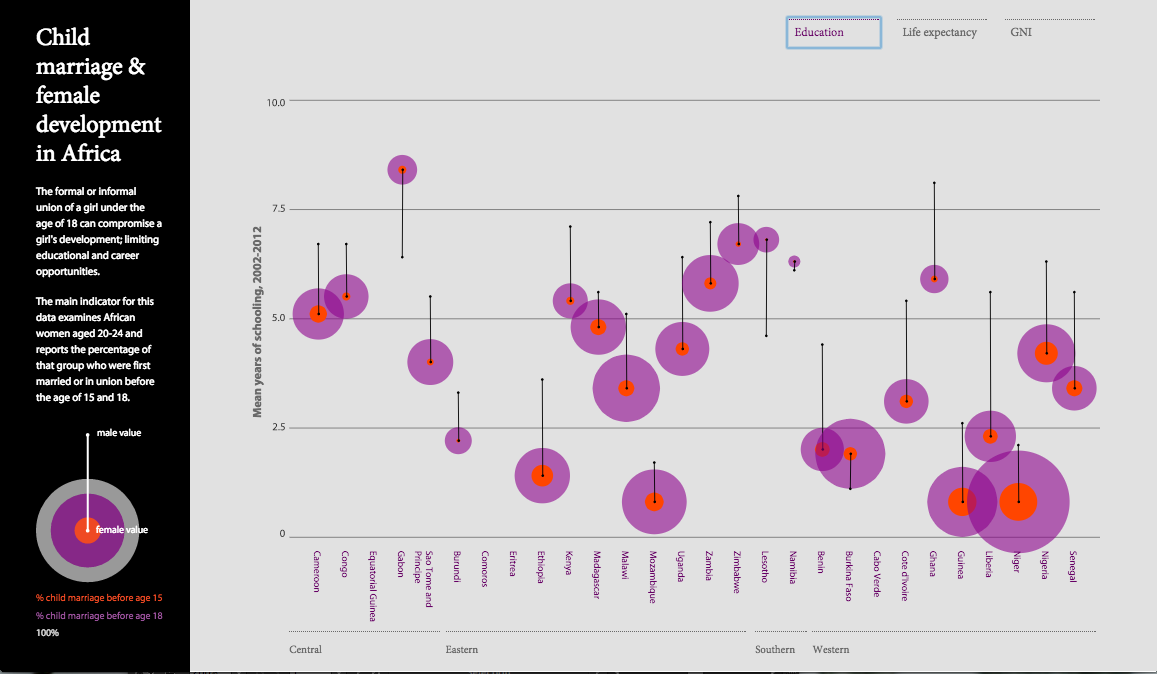 Child
marriage &
female
development
in Africa
The formal or informal
union of a girl under the
age of 18 can compromise a
girl's development; limiting
educational and career
opportunities.
The main indicator for this
data examines African
women aged 20-24 and
reports the percentage of
that group who were first
married or in union before
the age of 15 and 18.
male value
female value
% child marriage before age 15
% child marriage before age 18
100%
Education
Life expectancy
GNI
Mean years of schooling, 2002-2012
10.0
7.5
5.0
2.5
0
Cameroon
Congo
Equatorial Guinea
Gabon
Sao Tome and
Principe
Burundi
Comoros
Eritrea
Ethiopia
Kenya
Madagascar
Malawi
Mozambique
Uganda
Zambia
Zimbabwe
Lesotho
Namibia
Benin
Burkina Faso
Cabo Verde
Cote d'Ivoire
Ghana
Guinea
Liberia
Niger
Nigeria
Senegal
Central
Eastern
Southern
Western